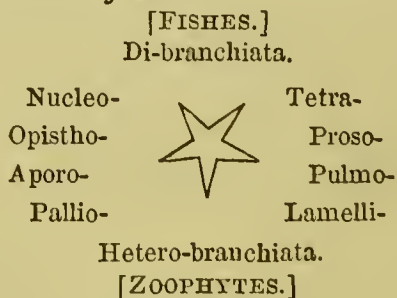 [FISHES.]
Di-branchiata.
Nucleo- Tetra-
Opistho- Proso-
Aporo- Pulmo-
Pallio- Lamelli-
Hetero-branchiata.
[ZOOPHYTES.]